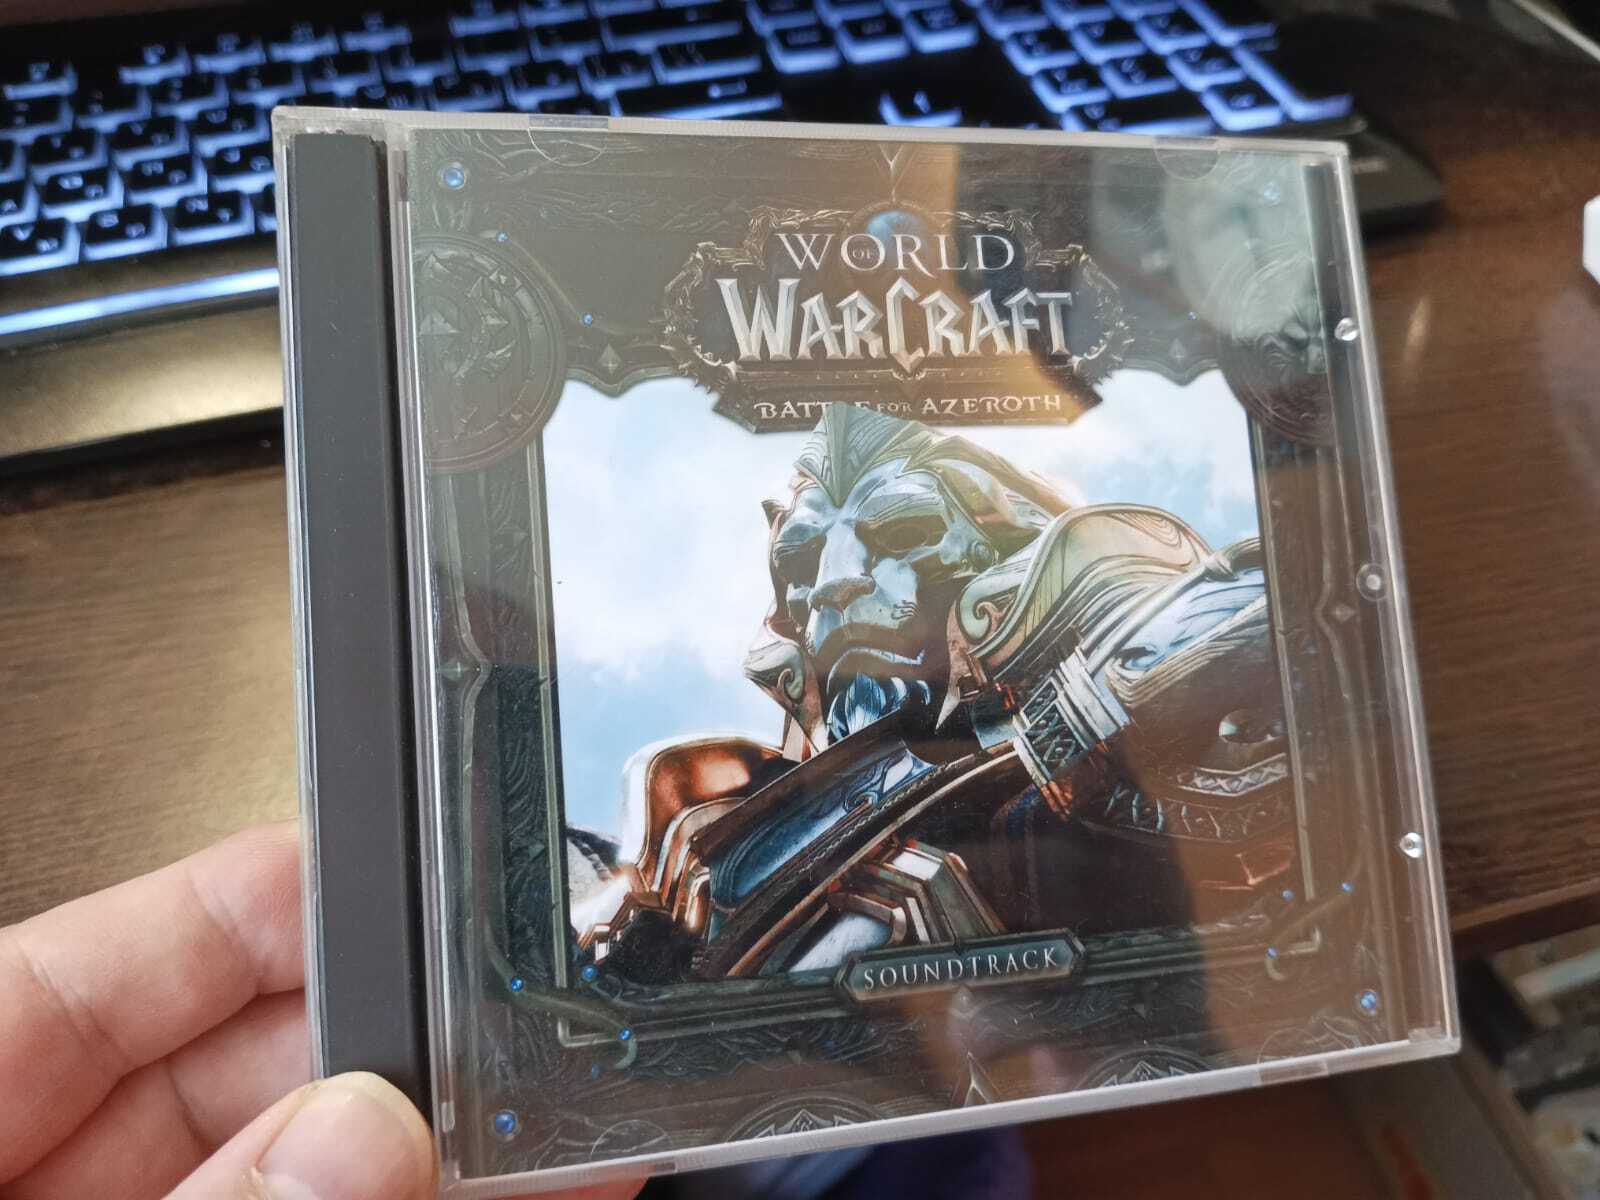 WORLD
OF
WARCRAFT
BATTLE FOR AZEROTH
SOUNDTRACK